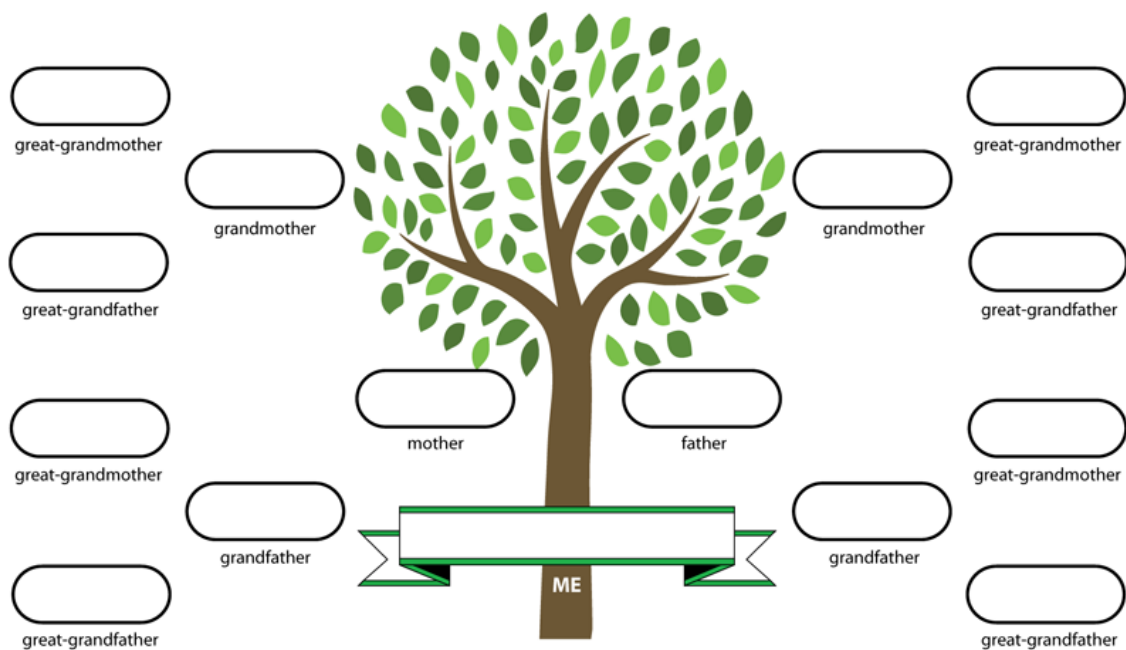 great-grandmother
great-grandmother
grandmother
grandmother
great-grandfather
great-grandfather
mother
father
great-grandmother
great-grandmother
grandfather
grandfather
ME
great-grandfather
great-grandfather